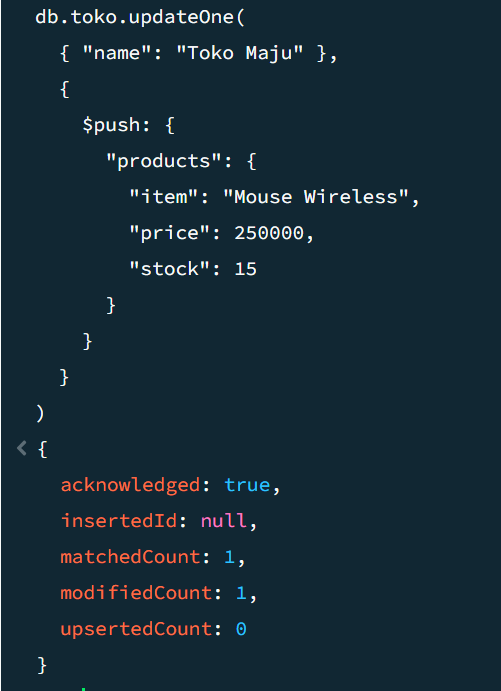 db.toko.updateOne(
  { "name": "Toko Maju" },
  {
    $push: {
      "products": {
        "item": "Mouse Wireless",
        "price": 250000,
        "stock": 15
      }
    }
  }
)
< {
  acknowledged: true,
  insertedId: null,
  matchedCount: 1,
  modifiedCount: 1,
  upsertedCount: 0
}